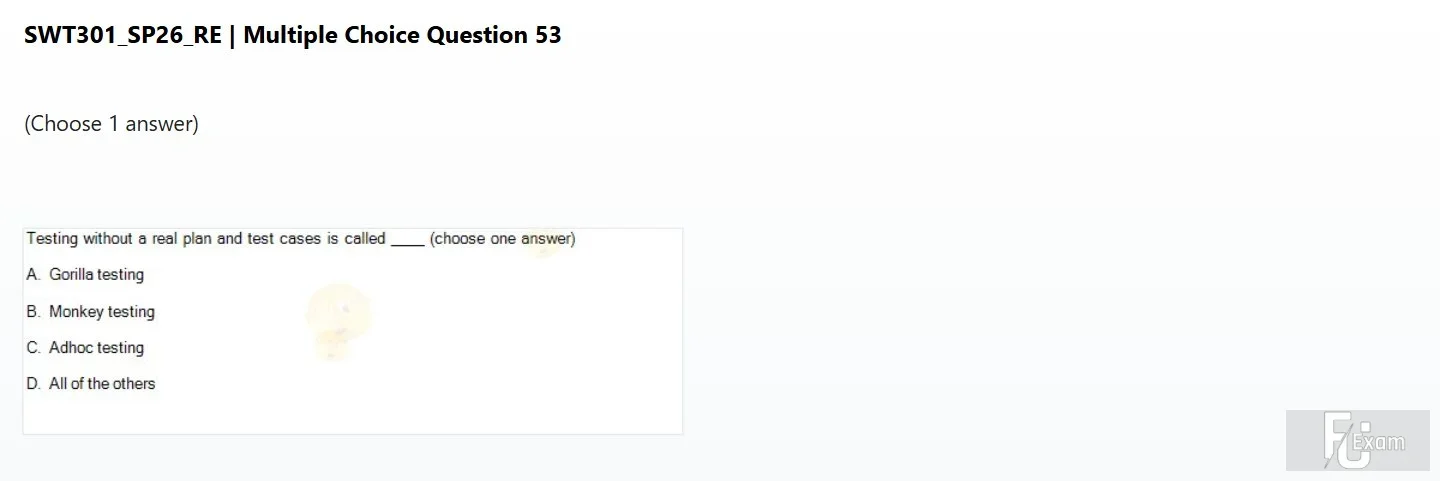 SWT301_SP26_RE | Multiple Choice Question 53
(Choose 1 answer)
Testing without a real plan and test cases is called ____ (choose one answer)
A. Gorilla testing
B. Monkey testing
C. Adhoc testing
D. All of the others
FU Exam